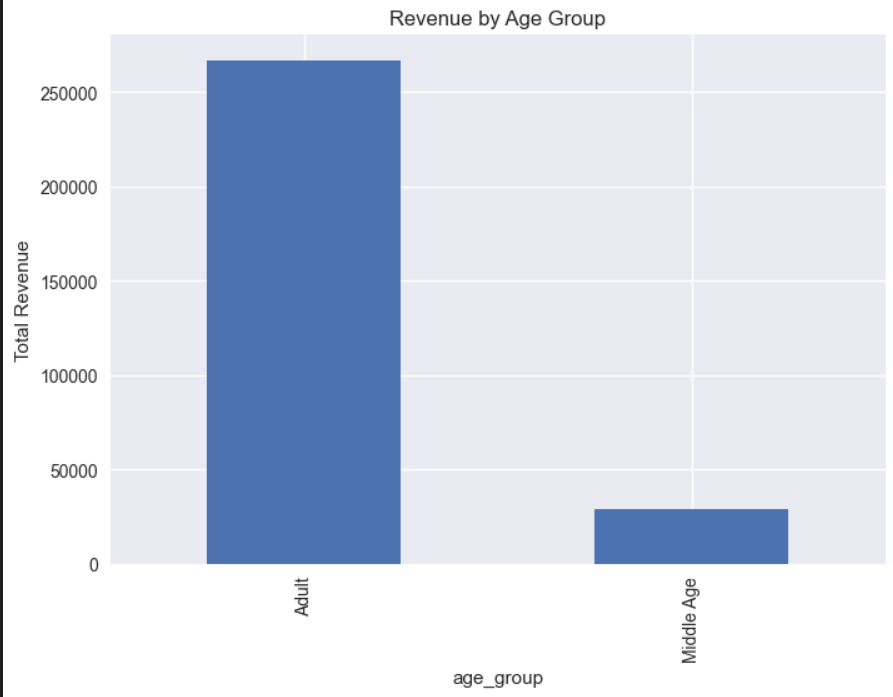 Revenue by Age Group
Total Revenue
250000
200000
150000
100000
50000
0
Adult
Middle Age
age_group